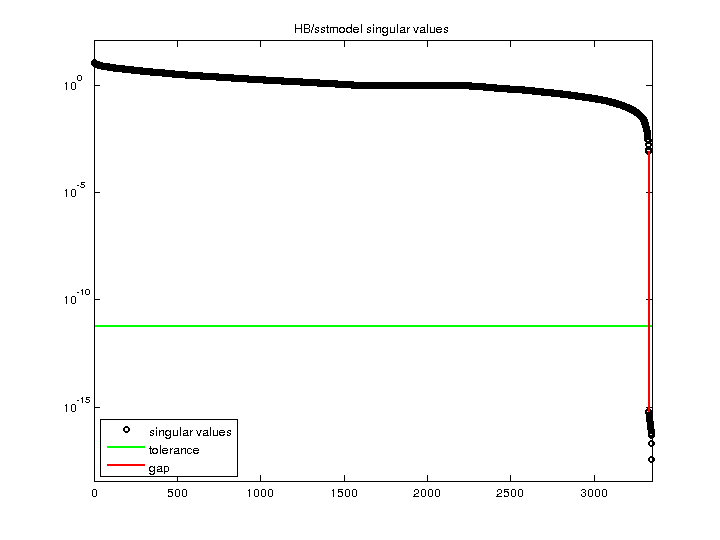 HB/sstmodel singular values
10^0
10^-5
10^-10
10^-15
singular values
tolerance
gap
0 500 1000 1500 2000 2500 3000